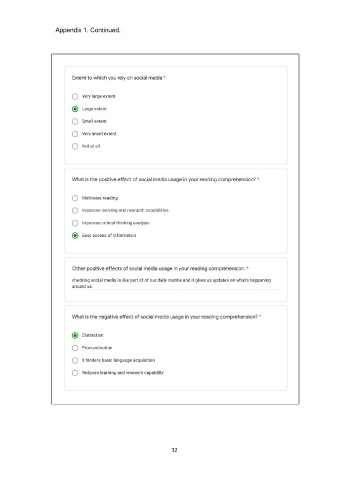 Appendix 1. Continued.
Extent to which you rely on social media *
Very large extent
Large extent
Small extent
Very small extent
Not at all
What is the positive effect of social media usage in your reading comprehension? *
Motivates reading
Improves learning and research capabilities
Improves critical thinking analysis
Easy access of information
Other positive effects of social media usage in your reading comprehension. *
checking social media is like part of of our daily routine and it gives us updates on what's happening
around us.
What is the negative effect of social media usage in your reading comprehension? *
Distraction
Procrastination
It hinders basic language acquisition
Reduces learning and research capability
32